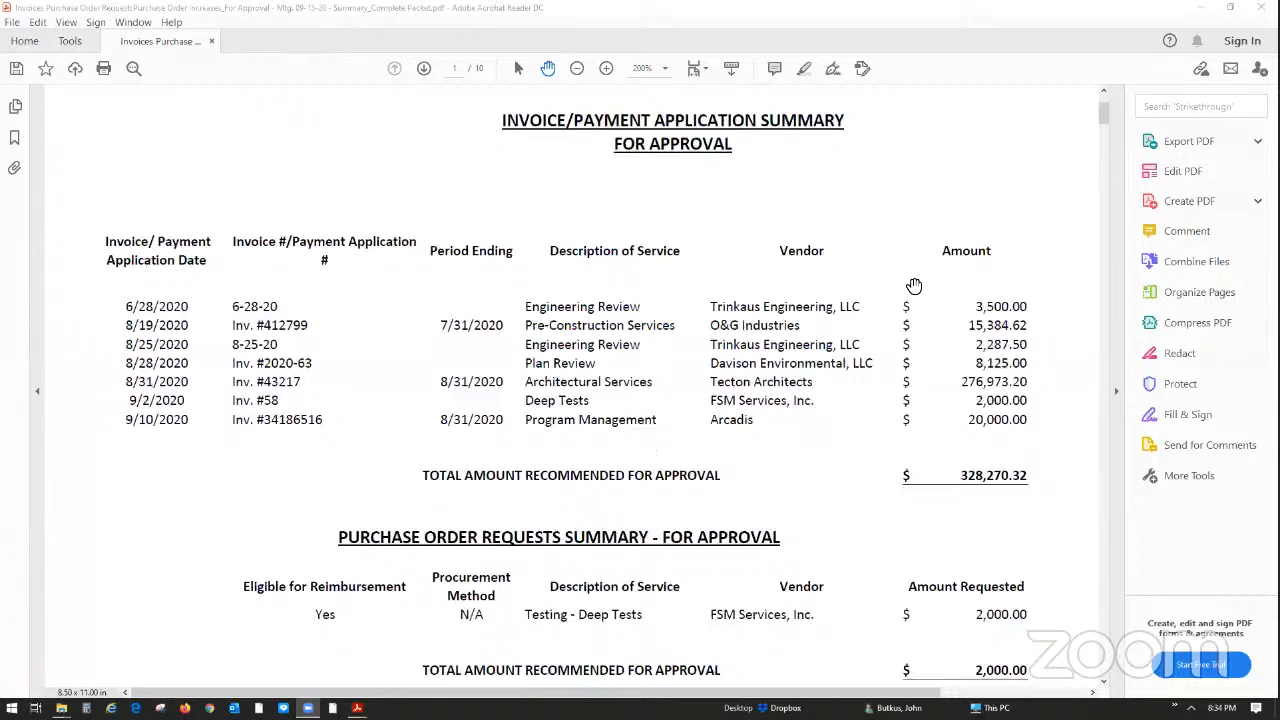 Invoices Purchase Order Requests;Purchase Order Increases_For Approval - Mtg. 09-15-20 - Summary_Complete Packet.pdf - Adobe Acrobat Reader DC
File Edit View Sign Window Help
Home Tools Invoices Purchase ... × Sign In
1 / 10 200%
Search 'Strikethrough'
Export PDF
Edit PDF
Create PDF
Comment
Combine Files
Organize Pages
Compress PDF
Redact
Protect
Fill & Sign
Send for Comments
More Tools
INVOICE/PAYMENT APPLICATION SUMMARY
FOR APPROVAL
Invoice/ Payment Application Date Invoice #/Payment Application # Period Ending Description of Service Vendor Amount
6/28/2020 6-28-20 Engineering Review Trinkaus Engineering, LLC $ 3,500.00
8/19/2020 Inv. #412799 7/31/2020 Pre-Construction Services O&G Industries $ 15,384.62
8/25/2020 8-25-20 Engineering Review Trinkaus Engineering, LLC $ 2,287.50
8/28/2020 Inv. #2020-63 Plan Review Davison Environmental, LLC $ 8,125.00
8/31/2020 Inv. #43217 8/31/2020 Architectural Services Tecton Architects $ 276,973.20
9/2/2020 Inv. #58 Deep Tests FSM Services, Inc. $ 2,000.00
9/10/2020 Inv. #34186516 8/31/2020 Program Management Arcadis $ 20,000.00
TOTAL AMOUNT RECOMMENDED FOR APPROVAL $ 328,270.32
PURCHASE ORDER REQUESTS SUMMARY - FOR APPROVAL
Eligible for Reimbursement Procurement Method Description of Service Vendor Amount Requested
Yes N/A Testing - Deep Tests FSM Services, Inc. $ 2,000.00
TOTAL AMOUNT RECOMMENDED FOR APPROVAL $ 2,000.00
Create, edit and sign PDF
forms & agreements
Start Free Trial
zoom
8.50 x 11.00 in
Desktop Dropbox Butkus, John This PC 8:34 PM